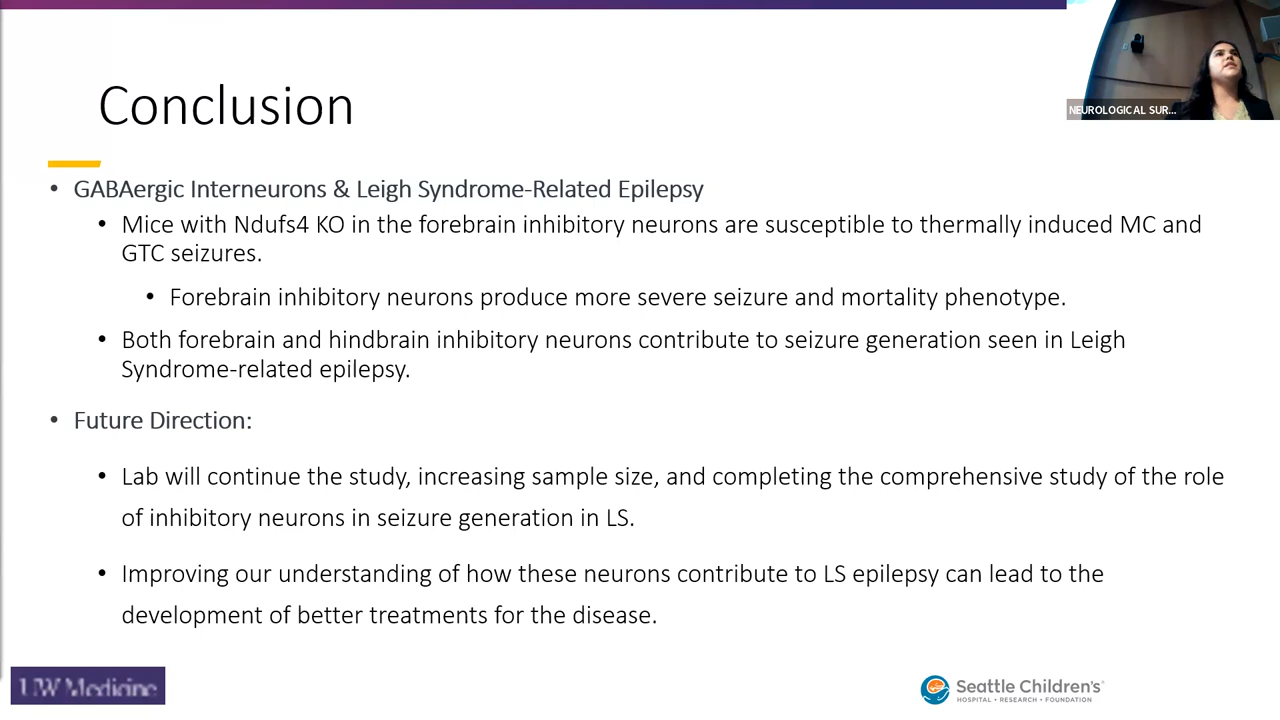 NEUROLOGICAL SUR...
Conclusion
• GABAergic Interneurons & Leigh Syndrome-Related Epilepsy
• Mice with Ndufs4 KO in the forebrain inhibitory neurons are susceptible to thermally induced MC and
GTC seizures.
• Forebrain inhibitory neurons produce more severe seizure and mortality phenotype.
• Both forebrain and hindbrain inhibitory neurons contribute to seizure generation seen in Leigh
Syndrome-related epilepsy.
• Future Direction:
• Lab will continue the study, increasing sample size, and completing the comprehensive study of the role
of inhibitory neurons in seizure generation in LS.
• Improving our understanding of how these neurons contribute to LS epilepsy can lead to the
development of better treatments for the disease.
UW Medicine
Seattle Children's®
HOSPITAL • RESEARCH • FOUNDATION